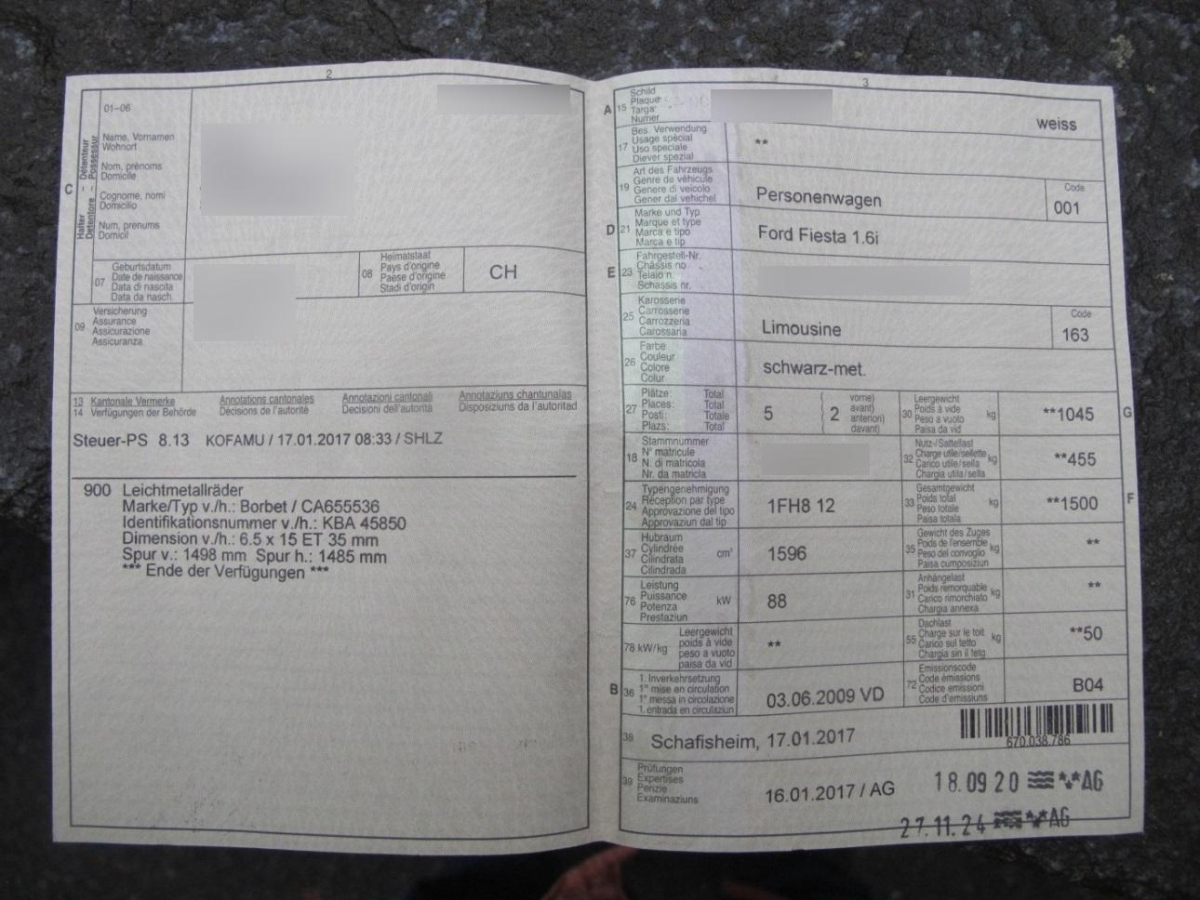 2
01–06
C
Halter - Détenteur
Detentore - Possessur
Name, Vornamen
Wohnort
Nom, prénoms
Domicile
Cognome, nomi
Domicilio
Num, prenums
Domicil
07
Geburtsdatum
Date de naissance
Data di nascita
Data da nasch.
08
Heimatstaat
Pays d'origine
Paese d'origine
Stadi d'origin
CH
09
Versicherung
Assurance
Assicurazione
Assicuranza
13 Kantonale Vermerke Annotations cantonales Annotazioni cantonali Annotaziuns chantunalas
14 Verfügungen der Behörde Décisions de l'autorité Decisioni dell'autorità Disposiziuns da l'autoritad
Steuer-PS 8.13 KOFAMU / 17.01.2017 08:33 / SHLZ
900 Leichtmetallräder
Marke/Typ v./h.: Borbet / CA655536
Identifikationsnummer v./h.: KBA 45850
Dimension v./h.: 6.5 x 15 ET 35 mm
Spur v.: 1498 mm Spur h.: 1485 mm
*** Ende der Verfügungen ***
3
A 15
Schild
Plaque
Targa
Numer
weiss
17
Bes. Verwendung
Usage spécial
Uso speciale
Diever spezial
**
19
Art des Fahrzeugs
Genre de véhicule
Genere di veicolo
Gener dal vehichel
Personenwagen
Code
001
D 21
Marke und Typ
Marque et type
Marca e tipo
Marca e tip
Ford Fiesta 1.6i
E 23
Fahrgestell-Nr.
Châssis no
Telaio n.
Schassis nr.
25
Karosserie
Carrosserie
Carrozzeria
Carossaria
Limousine
Code
163
26
Farbe
Couleur
Colore
Colur
schwarz-met.
27
Plätze Total
Places: Total
Posti: Totale
Plazs: Total
5
2
vorne)
avant)
anteriori)
davant)
30
Leergewicht
Poids à vide
Peso a vuoto
Paisa da vid
kg
**1045
G
18
Stammnummer
N° matricule
N. di matricola
Nr. da matricla
32
Nutz-/Sattellast
Charge utile/sellette
Carico utile/sella
Chargia utila/sella
kg
**455
24
Typengenehmigung
Réception par type
Approvazione del tipo
Approvaziun dal tip
1FH8 12
33
Gesamtgewicht
Poids total
Peso totale
Paisa totala
kg
**1500
F
37
Hubraum
Cylindrée
Cilindrata
Cilindrada
cm³
1596
35
Gewicht des Zuges
Poids de l'ensemble
Peso del convoglio
Paisa cumposiziun
kg
**
76
Leistung
Puissance
Potenza
Prestaziun
kW
88
31
Anhängelast
Poids remorquable
Carico rimorchiato
Chargia annexa
kg
**
78 kW/kg
Leergewicht
poids à vide
peso a vuoto
paisa da vid
**
55
Dachlast
Charge sur le toit
Carico sul tetto
Chargia sin il tetg
kg
**50
B 36
1. Inverkehrsetzung
1re mise en circulation
1a messa in circolazione
1. entrada en circulaziun
03.06.2009 VD
72
Emissionscode
Code émissions
Codice emissioni
Code d'emissiuns
B04
38
Schafisheim, 17.01.2017
670.038.786
39
Prüfungen
Expertises
Perizie
Examinaziuns
16.01.2017 / AG
18.09.20 AG
27.11.24 AG